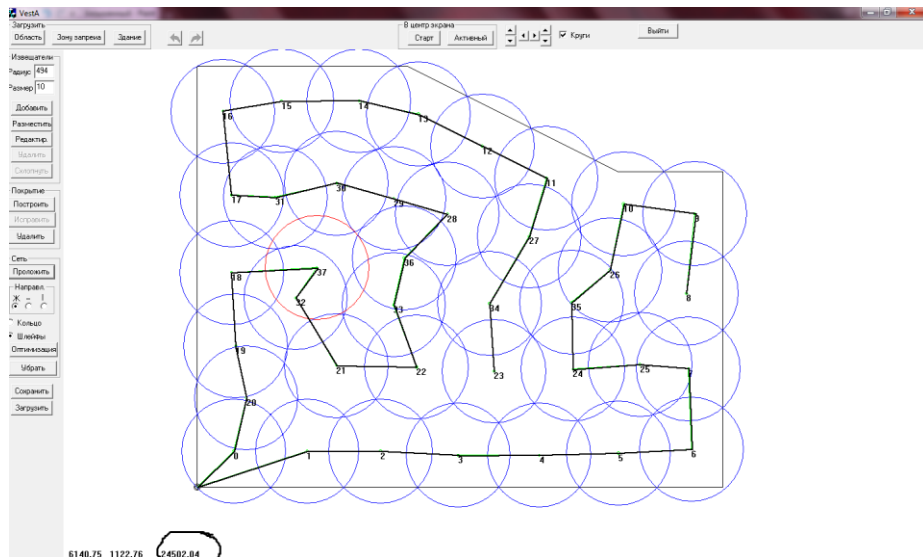 VestA
Загрузить
Область Зону запрета Здание
В центр экрана
Старт Активный
Круги
Выйти
Извещатели
Радиус 494
Размер 10
Добавить
Разместить
Редактир.
Удалить
Покрытие
Построить
Исправить
Удалить
Сеть
Проложить
Направл.
Ж – I
Кольцо
Шлейфы
Оптимизация
Убрать
Сохранить
Загрузить
16 15 14 13 12 11
17 31 30 29 28 10 9
27 36 26
18 37 32 33 34 35 8
19 21 22 23 24 25 7
20
0 1 2 3 4 5 6
6140.75 1122.76 24502.04